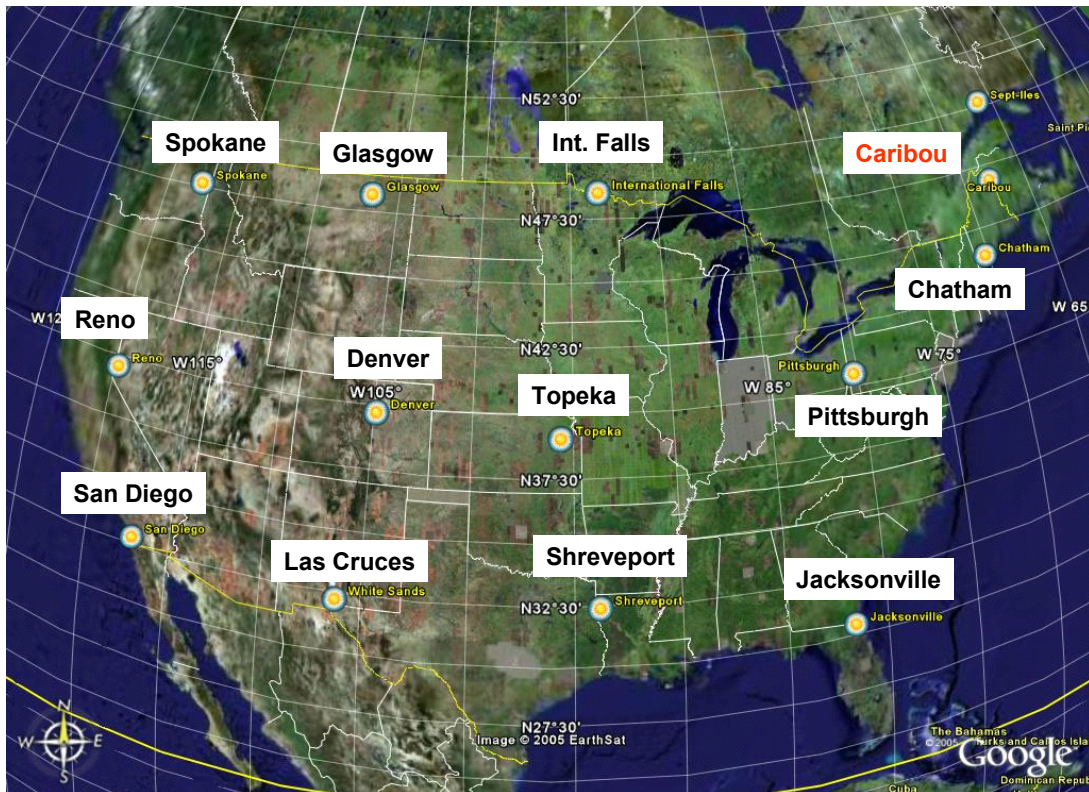 N52°30'
Sept-Iles
Spokane
Glasgow
Int. Falls
Caribou
Spokane
Glasgow
International Falls
Caribou
N47°30'
Chatham
Chatham
Reno
W115°
Reno
W 65
N42°30'
Denver
W105°
Denver
Topeka
Topeka
W 85°
W 75°
Pittsburgh
Pittsburgh
N37°30'
San Diego
San Diego
Las Cruces
White Sands
Shreveport
N32°30'
Shreveport
Jacksonville
Jacksonville
N
W E
S
N27°30'
Image © 2005 EarthSat
The Bahamas
© 2005
Turks and Caicos Isla
Google
Dominican Repub
Cuba